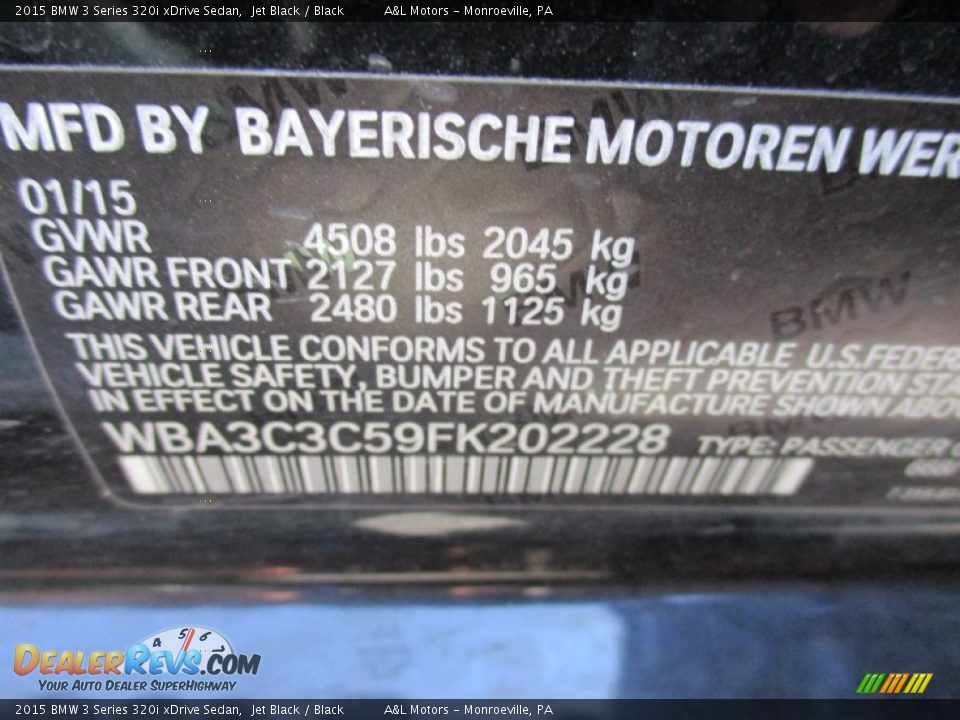 2015 BMW 3 Series 320i xDrive Sedan, Jet Black / Black A&L Motors - Monroeville, PA
MFD BY BAYERISCHE MOTOREN WER
01/15
GVWR 4508 lbs 2045 kg
GAWR FRONT 2127 lbs 965 kg
GAWR REAR 2480 lbs 1125 kg
BMW
THIS VEHICLE CONFORMS TO ALL APPLICABLE U.S.FEDER
VEHICLE SAFETY, BUMPER AND THEFT PREVENTION STA
IN EFFECT ON THE DATE OF MANUFACTURE SHOWN ABO
WBA3C3C59FK202228 TYPE: PASSENGER
4 5 6
DEALERREVS.COM
YOUR AUTO DEALER SUPERHIGHWAY
2015 BMW 3 Series 320i xDrive Sedan, Jet Black / Black A&L Motors - Monroeville, PA